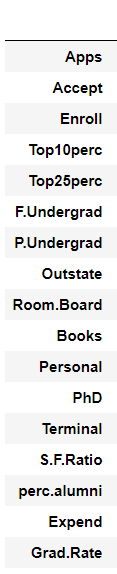 Apps
Accept
Enroll
Top10perc
Top25perc
F.Undergrad
P.Undergrad
Outstate
Room.Board
Books
Personal
PhD
Terminal
S.F.Ratio
perc.alumni
Expend
Grad.Rate